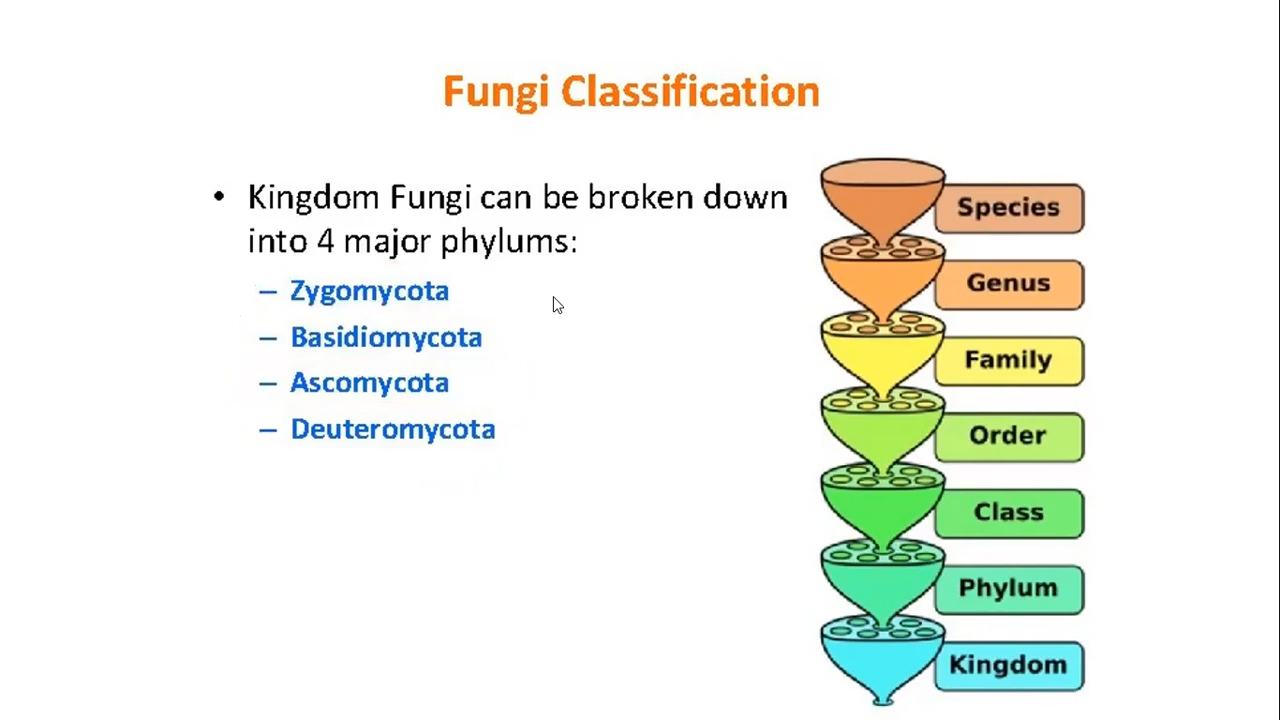 Fungi Classification
• Kingdom Fungi can be broken down
into 4 major phylums:
– Zygomycota
– Basidiomycota
– Ascomycota
– Deuteromycota
Species
Genus
Family
Order
Class
Phylum
Kingdom